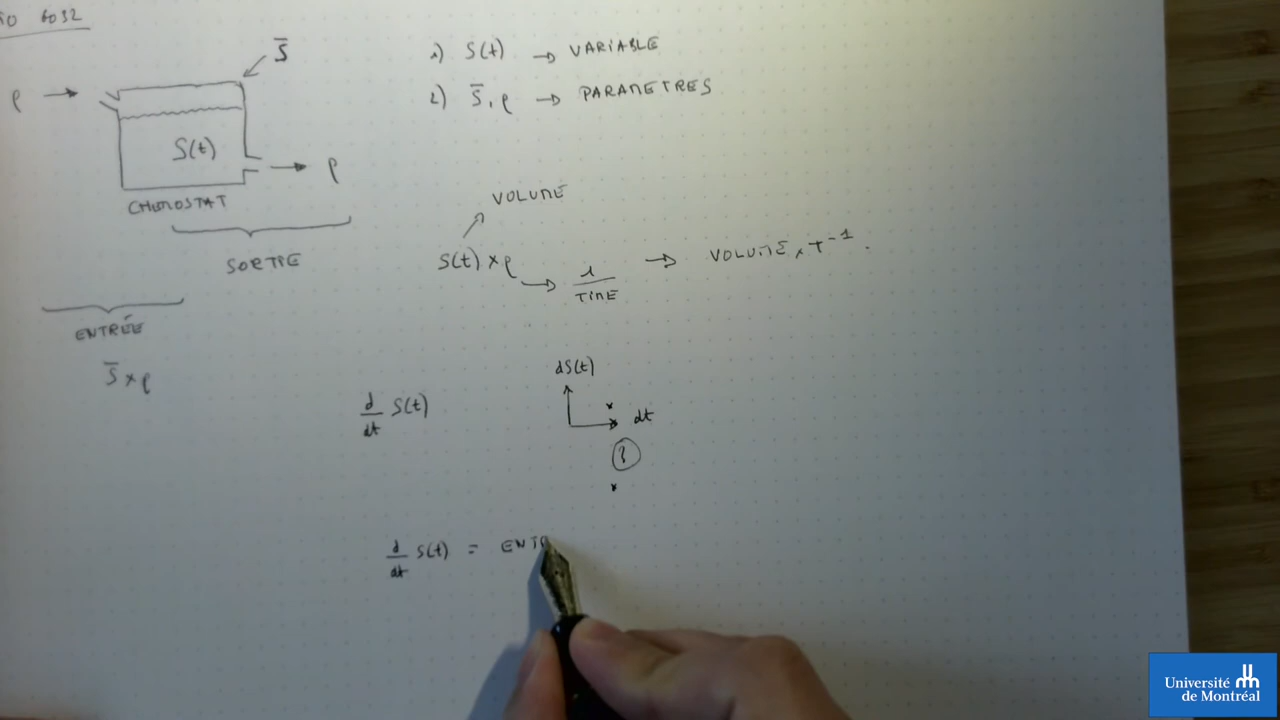 6032
S̄
ρ →
S(t)
→ ρ
CHEMOSTAT
SORTIE
ENTRÉE
S̄ × ρ
1) S(t) → VARIABLE
2) S̄, ρ → PARAMETRES
VOLUME
S(t) × ρ → 1/TIME → VOLUME × T⁻¹.
d/dt S(t)
dS(t)
dt
?
d/dt S(t) = ENTR
Université
de Montréal